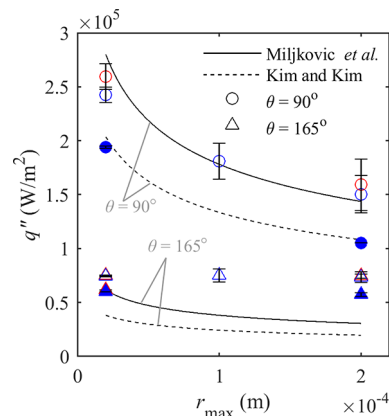 ×10⁵
3
2.5
2
1.5
1
0.5
0
q" (W/m²)
Miljkovic et al.
Kim and Kim
θ = 90°
θ = 165°
θ = 90°
θ = 165°
0
1
2
×10⁻⁴
r_max (m)